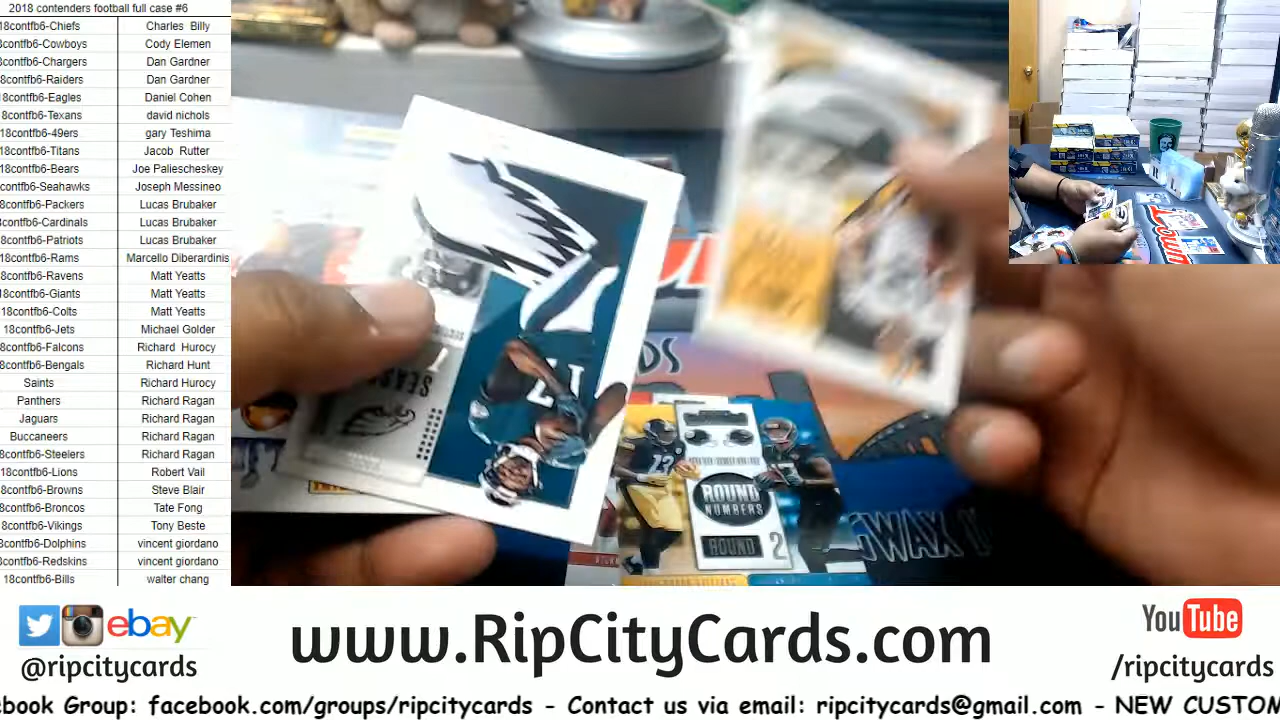 2018 contenders football full case #6
18contfb6-Chiefs Charles Billy
8contfb6-Cowboys Cody Elemen
8contfb6-Chargers Dan Gardner
8contfb6-Raiders Dan Gardner
8contfb6-Eagles Daniel Cohen
8contfb6-Texans david nichols
18contfb6-49ers gary Teshima
18contfb6-Titans Jacob Rutter
18contfb6-Bears Joe Paliescheskey
contfb6-Seahawks Joseph Messineo
8contfb6-Packers Lucas Brubaker
contfb6-Cardinals Lucas Brubaker
8contfb6-Patriots Lucas Brubaker
18contfb6-Rams Marcello Diberardinis
8contfb6-Ravens Matt Yeatts
18contfb6-Giants Matt Yeatts
18contfb6-Colts Matt Yeatts
18contfb6-Jets Michael Golder
8contfb6-Falcons Richard Hurocy
8contfb6-Bengals Richard Hunt
Saints Richard Hurocy
Panthers Richard Ragan
Jaguars Richard Ragan
Buccaneers Richard Ragan
8contfb6-Steelers Richard Ragan
18contfb6-Lions Robert Vail
8contfb6-Browns Steve Blair
8contfb6-Broncos Tate Fong
8contfb6-Vikings Tony Beste
8contfb6-Dolphins vincent giordano
contfb6-Redskins vincent giordano
18contfb6-Bills walter chang
SEAS
17
DS
ROUND
NUMBERS
ROUND 2
GWAX
ebay
@ripcitycards
www.RipCityCards.com
YouTube
/ripcitycards
ebook Group: facebook.com/groups/ripcitycards - Contact us via email: ripcitycards@gmail.com - NEW CUSTOM